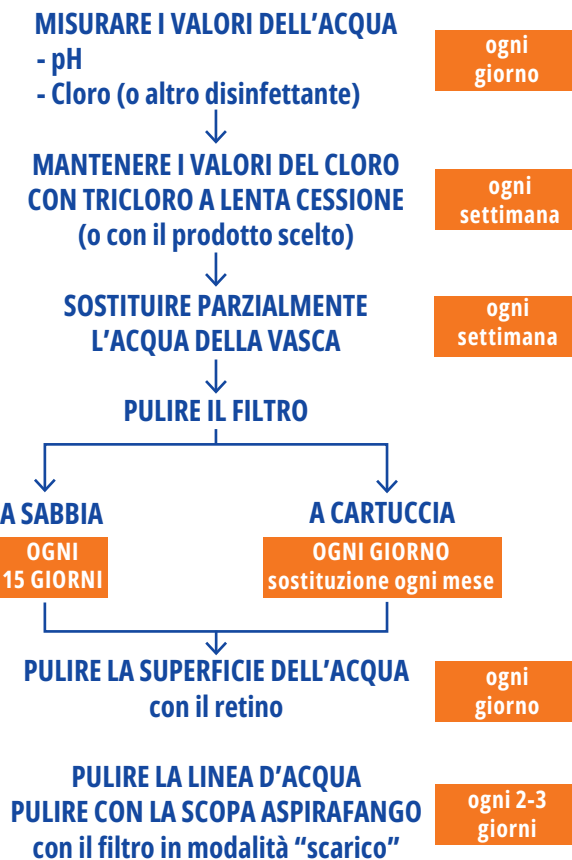 MISURARE I VALORI DELL'ACQUA
- pH
- Cloro (o altro disinfettante)
ogni
giorno
MANTENERE I VALORI DEL CLORO
CON TRICLORO A LENTA CESSIONE
(o con il prodotto scelto)
ogni
settimana
SOSTITUIRE PARZIALMENTE
L'ACQUA DELLA VASCA
ogni
settimana
PULIRE IL FILTRO
A SABBIA
OGNI
15 GIORNI
A CARTUCCIA
OGNI GIORNO
sostituzione ogni mese
PULIRE LA SUPERFICIE DELL'ACQUA
con il retino
ogni
giorno
PULIRE LA LINEA D'ACQUA
PULIRE CON LA SCOPA ASPIRAFANGO
con il filtro in modalità “scarico”
ogni 2-3
giorni